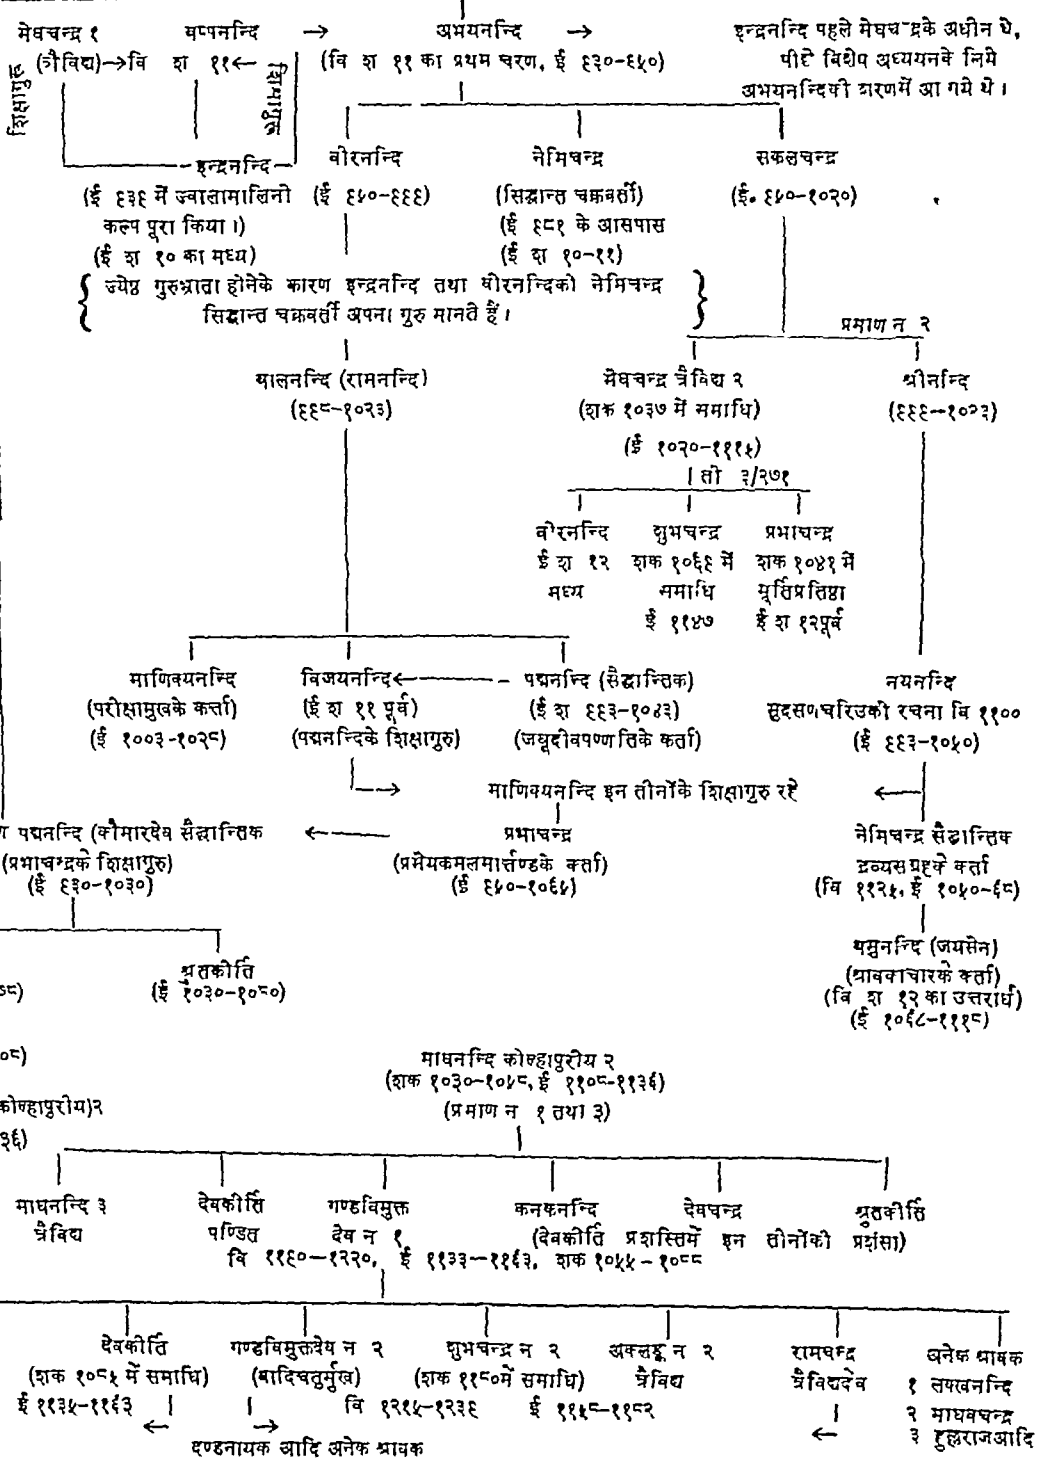 मेघचन्द्र १ बप्पनन्दि → अभयनन्दि → इन्द्रनन्दि पहले मेघचन्द्रके अधीन थे,
(त्रैविद्य)→वि श ११← (वि श ११ का प्रथम चरण, ई ९३०-९५०) पीछे विशेष अध्ययनके लिये
शिक्षागुरु
शिक्षागुरु
अभयनन्दिकी शरणमें आ गये थे।
इन्द्रनन्दि वीरनन्दि नेमिचन्द्र सकलचन्द्र
(ई ९३९ में ज्वालामालिनी (ई ९५०-९९९) (सिद्धान्त चक्रवर्ती) (ई. ९५०-१०२०)
कल्प पूरा किया।) (ई ९८१ के आसपास
(ई श १० का मध्य) (ई श १०-११)
{ ज्येष्ठ गुरुभ्राता होनेके कारण इन्द्रनन्दि तथा वीरनन्दिको नेमिचन्द्र
सिद्धान्त चक्रवर्ती अपना गुरु मानते हैं। }
प्रमाण न २
बालनन्दि (रामनन्दि) मेघचन्द्र त्रैविद्य २ श्रीनन्दि
(९९८-१०२३) (शक १०३७ में समाधि) (९९९-१०२३)
(ई १०२०-१११५)
ती ३/२७१
वीरनन्दि शुभचन्द्र प्रभाचन्द्र
ई श १२ शक १०६९ में शक १०४१ में
मध्य समाधि मूर्तिप्रतिष्ठा
ई ११४७ ई श १२पूर्व
माणिक्यनन्दि विजयनन्दि← पद्मनन्दि (सैद्धान्तिक) नयनन्दि
(परीक्षामुखके कर्त्ता) (ई श ११ पूर्व) (ई श ९९३-१०४३) सुदसणचरिउकी रचना वि ११००
(ई १००३-१०२८) (पद्मनन्दिके शिक्षागुरु) (जंबूदीवपण्णतिके कर्ता) (ई ९९३-१०५०)
→ माणिक्यनन्दि इन तीनोंके शिक्षागुरु रहे ←
पद्मनन्दि (कौमारदेव सैद्धान्तिक ← प्रभाचन्द्र नेमिचन्द्र सैद्धान्तिक
(प्रभाचन्द्रके शिक्षागुरु) (प्रमेयकमलमार्त्तण्डके कर्ता) द्रव्यसग्रहके कर्ता
(ई ९३०-१०३०) (ई ९५०-१०६५) (वि ११२५, ई १०५०-६८)
वसुनन्दि (जयसेन)
श्रुतकीर्ति (श्रावकाचारके कर्ता)
(ई १०३०-१०८०) (वि श १२ का उत्तरार्ध)
(ई १०६८-१११८)
०८) माघनन्दि कोल्हापुरीय २
(शक १०३०-१०५८, ई ११०८-११३६)
कोल्हापुरीय)२ (प्रमाण न १ तथा ३)
३६)
माघनन्दि ३ देवकीर्ति गण्डविमुक्त कनकनन्दि देवचन्द्र श्रुतकीर्ति
त्रैविद्य पण्डित देव न १ (देवकीर्ति प्रशस्तिमें इन तीनोंकी प्रशंसा)
वि ११९०-१२२०, ई ११३३-११६३, शक १०५५-१०८८
देवकीर्ति गण्डविमुक्तदेव न २ शुभचन्द्र न २ अकलङ्क न २ रामचन्द्र अनेक श्रावक
(शक १०८५ में समाधि) (वादिचतुर्मुख) (शक ११८०में समाधि) त्रैविद्य त्रैविद्यदेव १
ई ११३५-११६३ वि १२१५-१२३९ ई ११५८-११८२ २ माधवचन्द्र
← → ← ३ हुल्लराजआदि
दण्डनायक आदि अनेक श्रावक